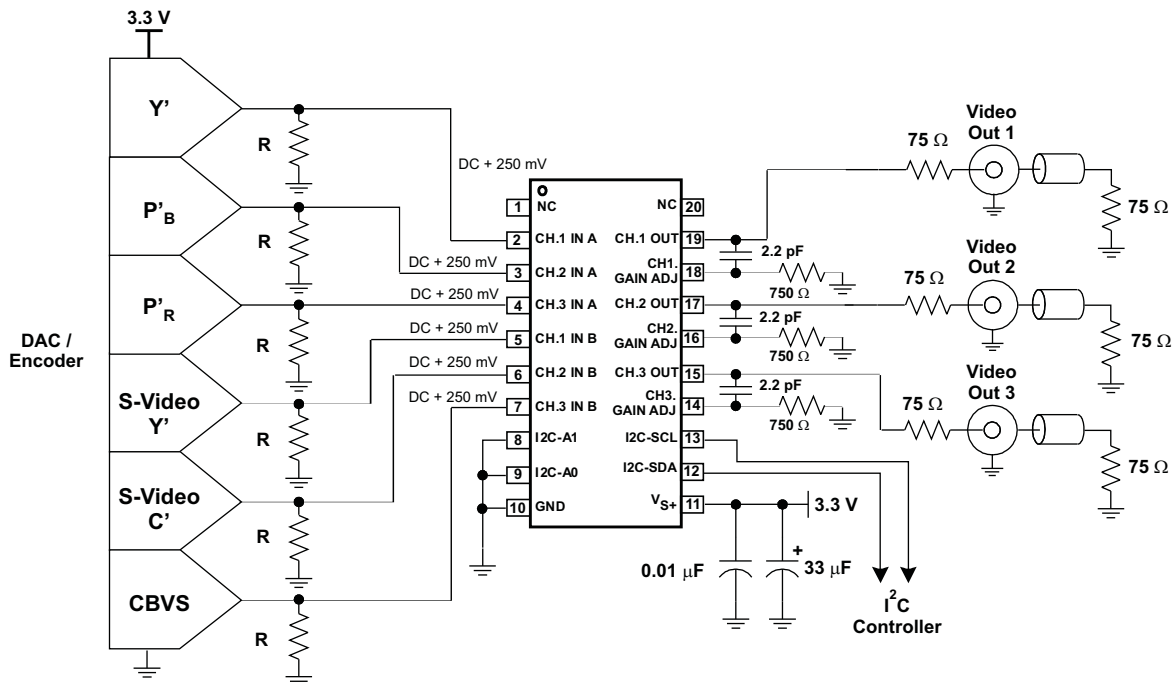 3.3 V
Y'
P'B
P'R
S-Video
Y'
S-Video
C'
CBVS
DAC /
Encoder
R
R
R
R
R
R
DC + 250 mV
DC + 250 mV
DC + 250 mV
DC + 250 mV
DC + 250 mV
DC + 250 mV
1 NC
2 CH.1 IN A
3 CH.2 IN A
4 CH.3 IN A
5 CH.1 IN B
6 CH.2 IN B
7 CH.3 IN B
8 I2C-A1
9 I2C-A0
10 GND
NC 20
CH.1 OUT 19
CH1.
GAIN ADJ 18
CH.2 OUT 17
CH2.
GAIN ADJ 16
CH.3 OUT 15
CH3.
GAIN ADJ 14
I2C-SCL 13
I2C-SDA 12
VS+ 11
2.2 pF
750 Ω
2.2 pF
750 Ω
2.2 pF
750 Ω
75 Ω
Video
Out 1
75 Ω
75 Ω
Video
Out 2
75 Ω
75 Ω
Video
Out 3
75 Ω
3.3 V
0.01 μF
+
33 μF
I2C
Controller